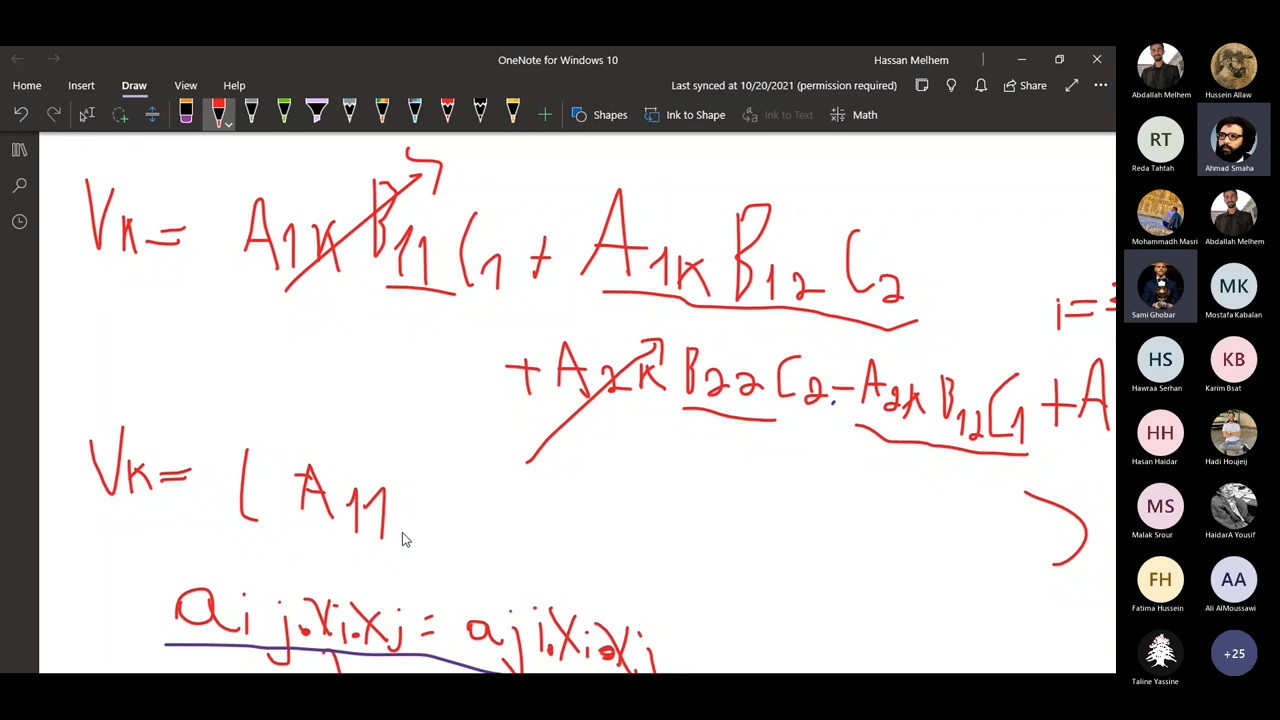 OneNote for Windows 10
Hassan Melhem
Home Insert Draw View Help
Last synced at 10/20/2021 (permission required)
Share
Shapes
Ink to Shape
Ink to Text
Math
VK= A1K B11 C1 + A1K B12 C2
i=
+ A2K B22 C2 - A2K B12 C1 + A
VK= ( A11
)
aij.Xi.Xj = aji.Xi.Xj
Abdallah Melhem
Hussein Allaw
RT
Reda Tahtah
Ahmad Smaha
Mohammadh Masri
Abdallah Melhem
Sami Ghobar
MK
Mostafa Kabalan
HS
Hawraa Serhan
KB
Karim Bsat
HH
Hasan Haidar
Hadi Houjeij
MS
Malak Srour
HaidarA Yousif
FH
Fatima Hussein
AA
Ali AlMoussawi
Taline Yassine
+25